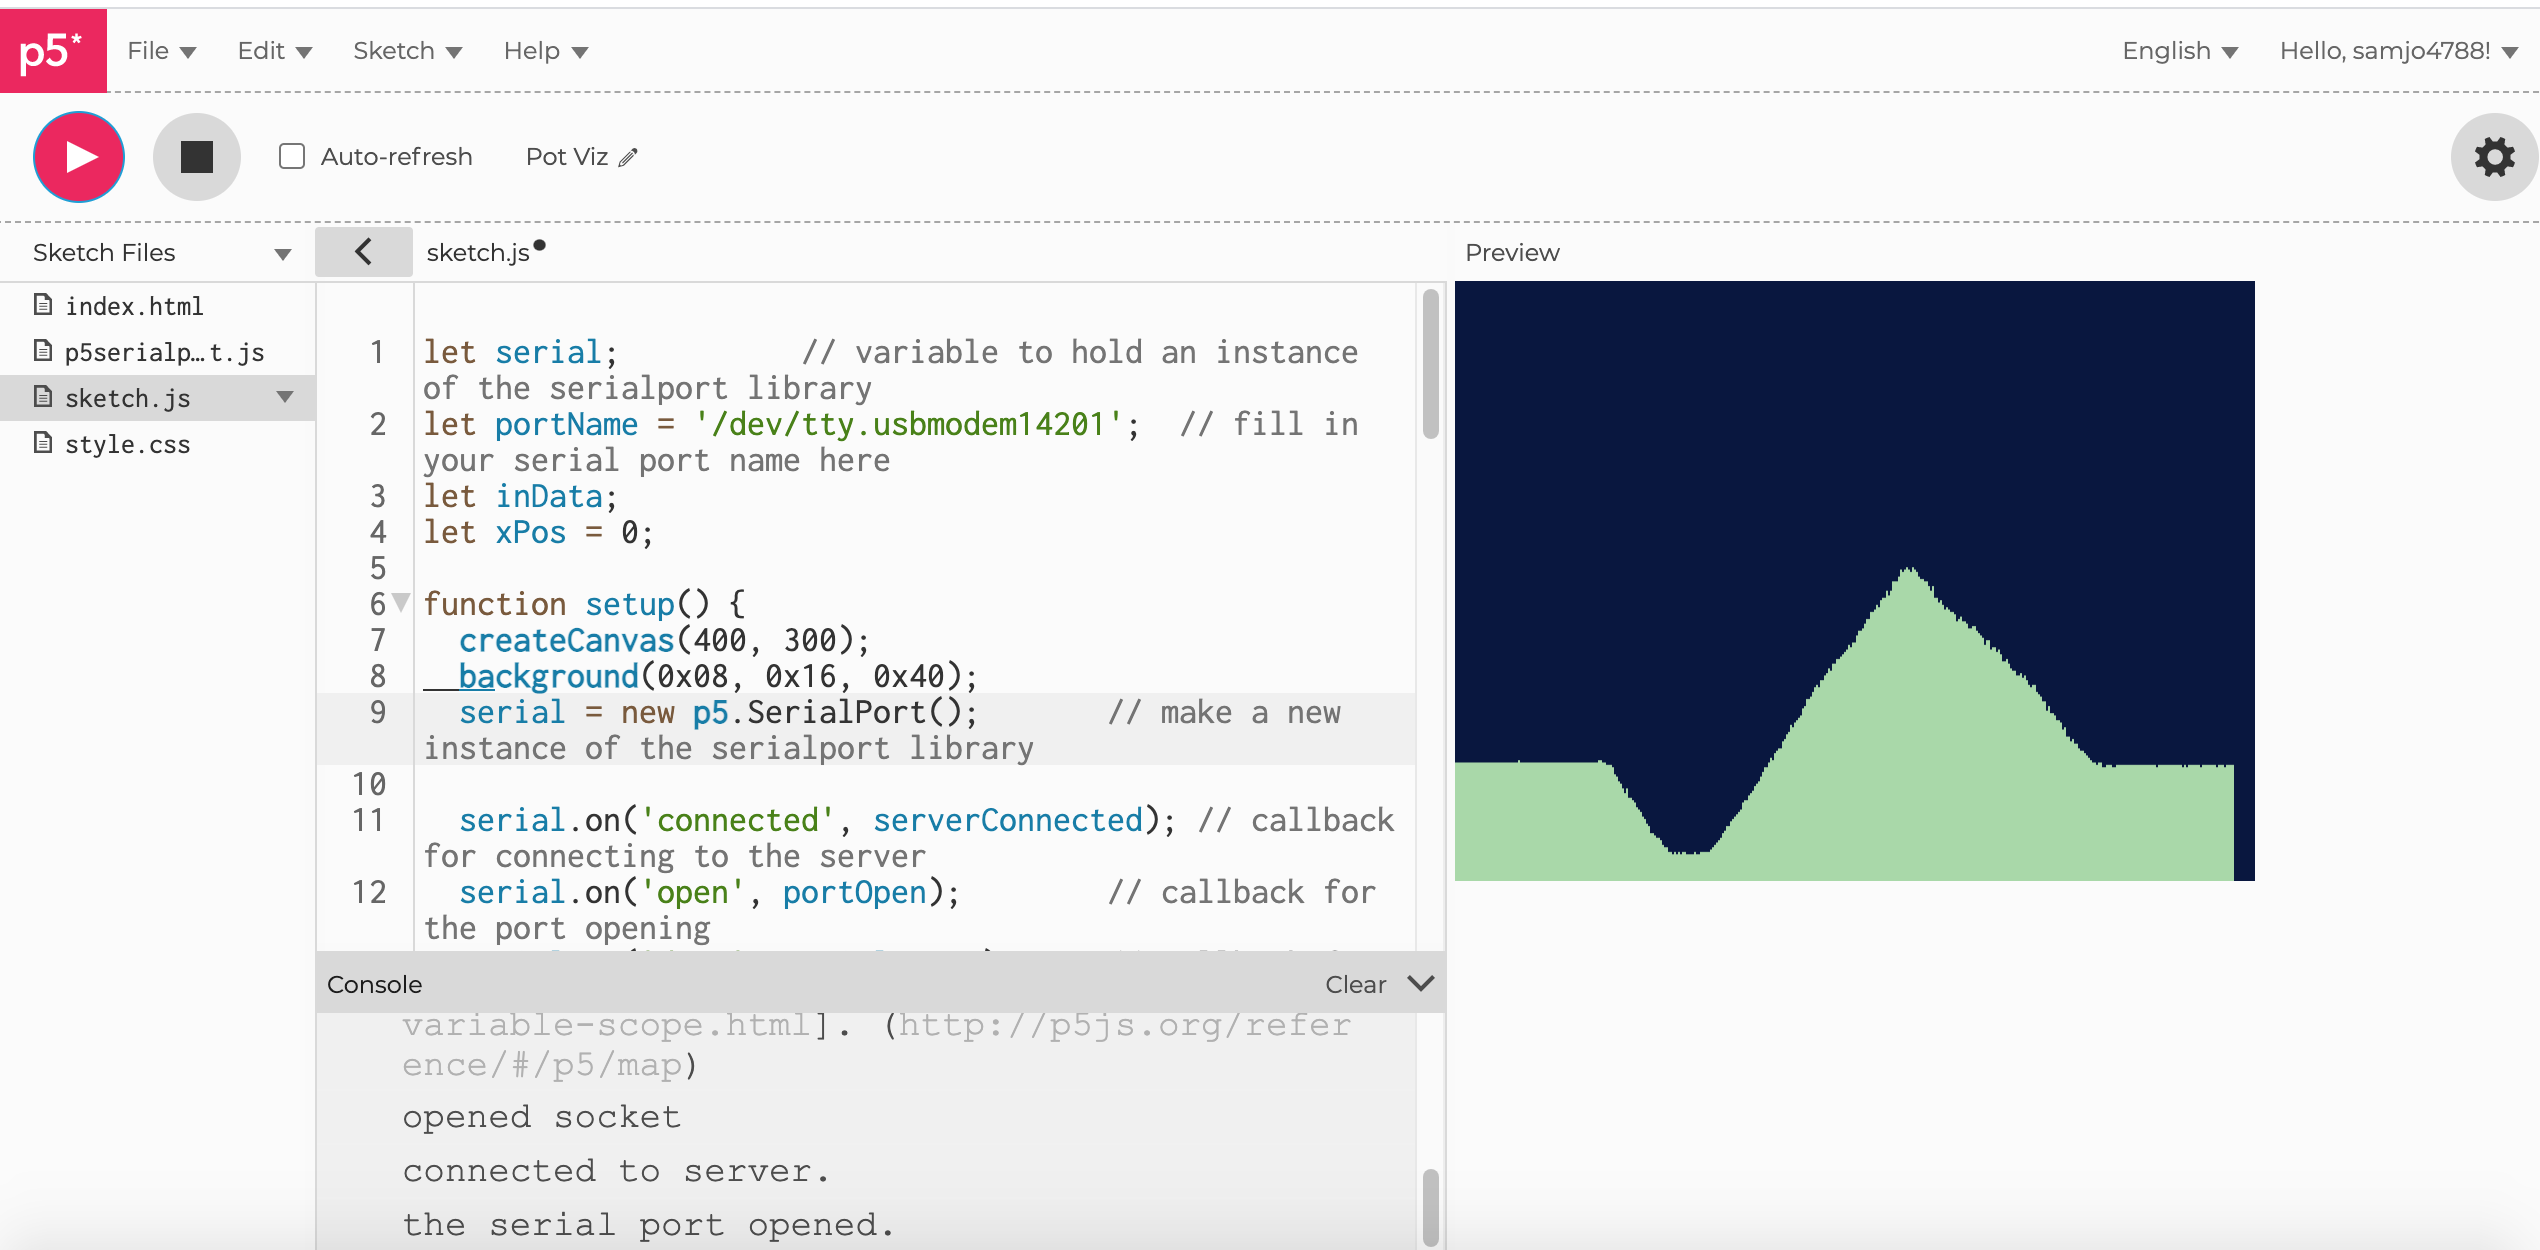 p5*
File
Edit
Sketch
Help
English
Hello, samjo4788!
Auto-refresh
Pot Viz
Sketch Files
sketch.js
Preview
index.html
p5serialp…t.js
sketch.js
style.css
1 let serial;          // variable to hold an instance
of the serialport library
2 let portName = '/dev/tty.usbmodem14201';  // fill in
your serial port name here
3 let inData;
4 let xPos = 0;
5
6 function setup() {
7   createCanvas(400, 300);
8   background(0x08, 0x16, 0x40);
9   serial = new p5.SerialPort();       // make a new
instance of the serialport library
10
11   serial.on('connected', serverConnected); // callback
for connecting to the server
12   serial.on('open', portOpen);        // callback for
the port opening
Console
Clear
variable-scope.html]. (http://p5js.org/refer
ence/#/p5/map)
opened socket
connected to server.
the serial port opened.